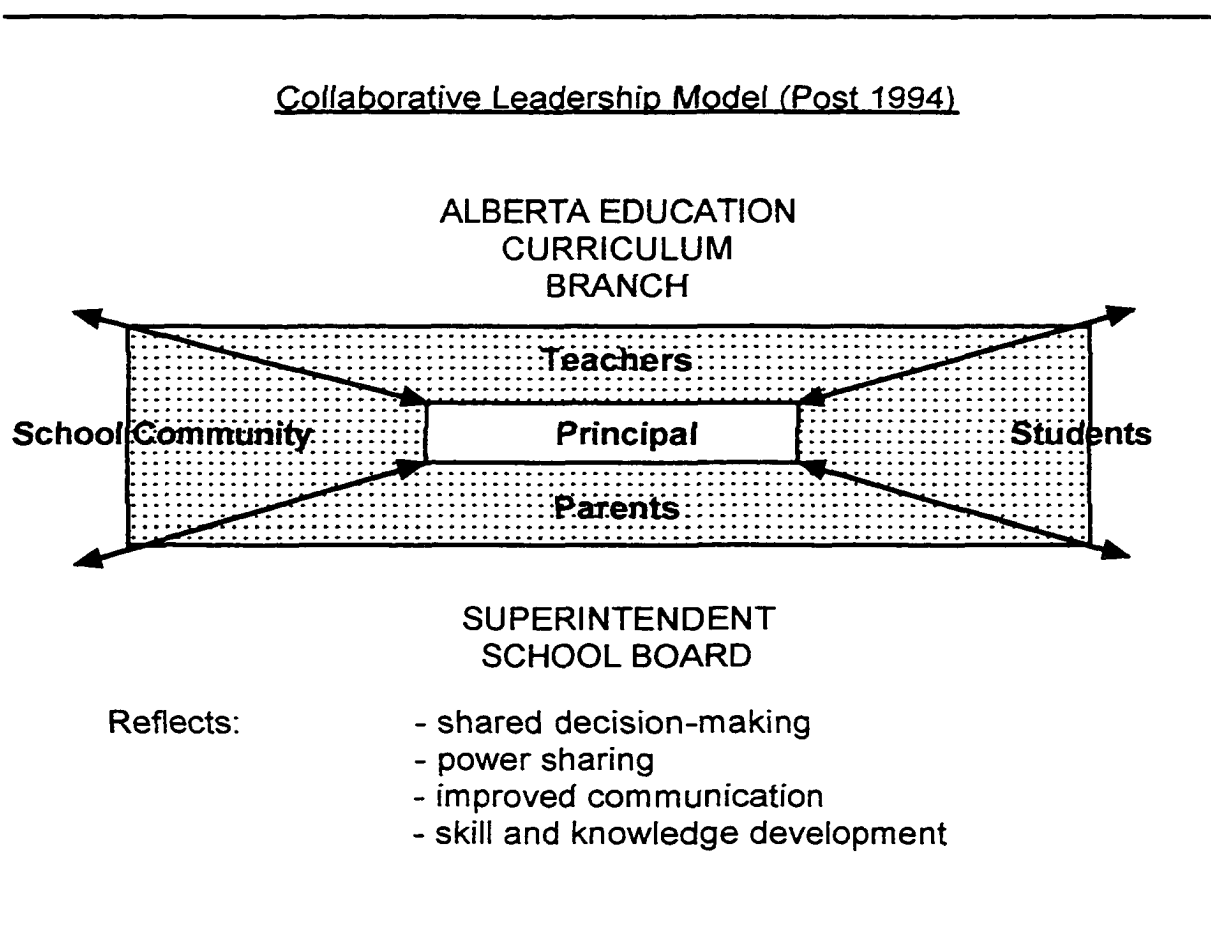 Collaborative Leadership Model (Post 1994)
ALBERTA EDUCATION
CURRICULUM
BRANCH
Teachers
School Community
Principal
Students
Parents
SUPERINTENDENT
SCHOOL BOARD
Reflects:
- shared decision-making
- power sharing
- improved communication
- skill and knowledge development